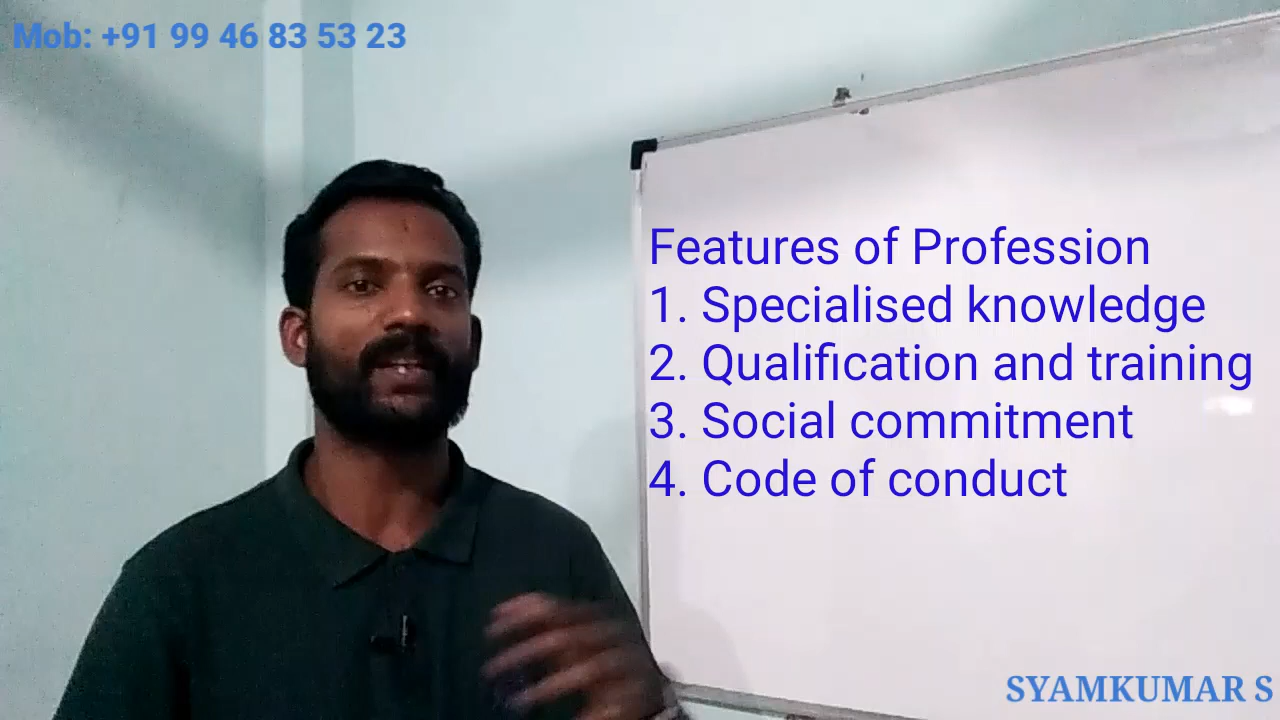 Mob: +91 99 46 83 53 23
Features of Profession
1. Specialised knowledge
2. Qualification and training
3. Social commitment
4. Code of conduct
SYAMKUMAR S